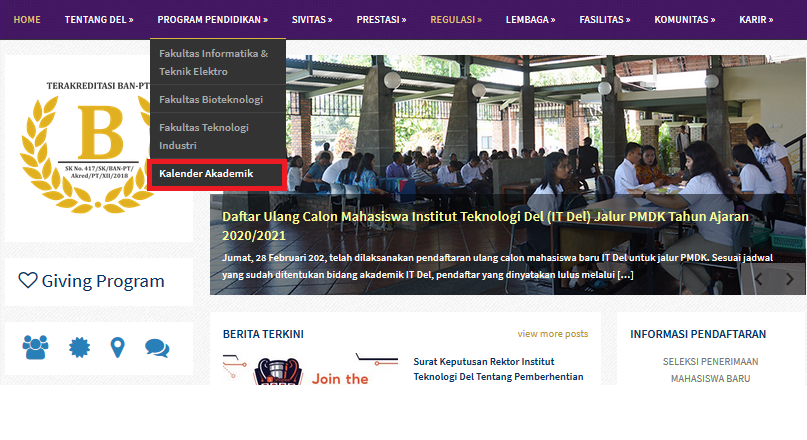 HOME TENTANG DEL » PROGRAM PENDIDIKAN » SIVITAS » PRESTASI » REGULASI » LEMBAGA » FASILITAS » KOMUNITAS » KARIR »
Fakultas Informatika &
Teknik Elektro
Fakultas Bioteknologi
Fakultas Teknologi
Industri
Kalender Akademik
TERAKREDITASI BAN-PT
B
SK No. 417/SK/BAN-PT/
Akred/PT/XII/2018
Giving Program
Daftar Ulang Calon Mahasiswa Institut Teknologi Del (IT Del) Jalur PMDK Tahun Ajaran
2020/2021
Jumat, 28 Februari 202, telah dilaksanakan pendaftaran ulang calon mahasiswa baru IT Del untuk jalur PMDK. Sesuai jadwal
yang sudah ditentukan bidang akademik IT Del, pendaftar yang dinyatakan lulus melalui [...]
BERITA TERKINI view more posts
Join the
Surat Keputusan Rektor Institut
Teknologi Del Tentang Pemberhentian
INFORMASI PENDAFTARAN
SELEKSI PENERIMAAN
MAHASISWA BARU